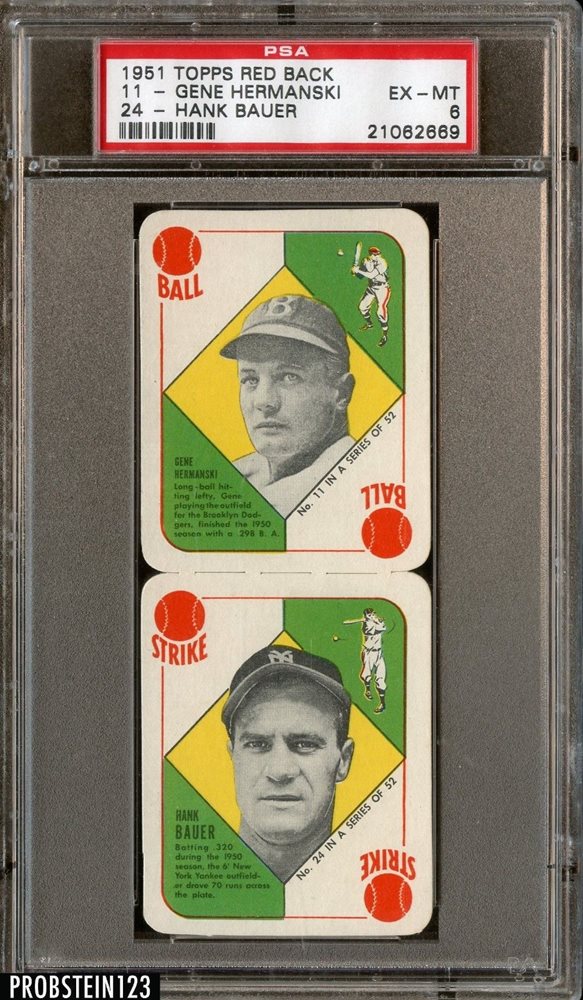 PSA
1951 TOPPS RED BACK
11 - GENE HERMANSKI EX-MT
24 - HANK BAUER 6
21062669
BALL
B
GENE
HERMANSKI
Long-ball hit-
ting lefty, Gene
playing the outfield
for the Brooklyn Dod-
gers, finished the 1950
season with a .298 B. A.
No. 11 IN A SERIES OF 52
BALL
STRIKE
NY
HANK
BAUER
Batting .320
during the 1950
season, the 6' New
York Yankee outfield-
er drove 70 runs across
the plate.
No. 24 IN A SERIES OF 52
STRIKE
PROBSTEIN123